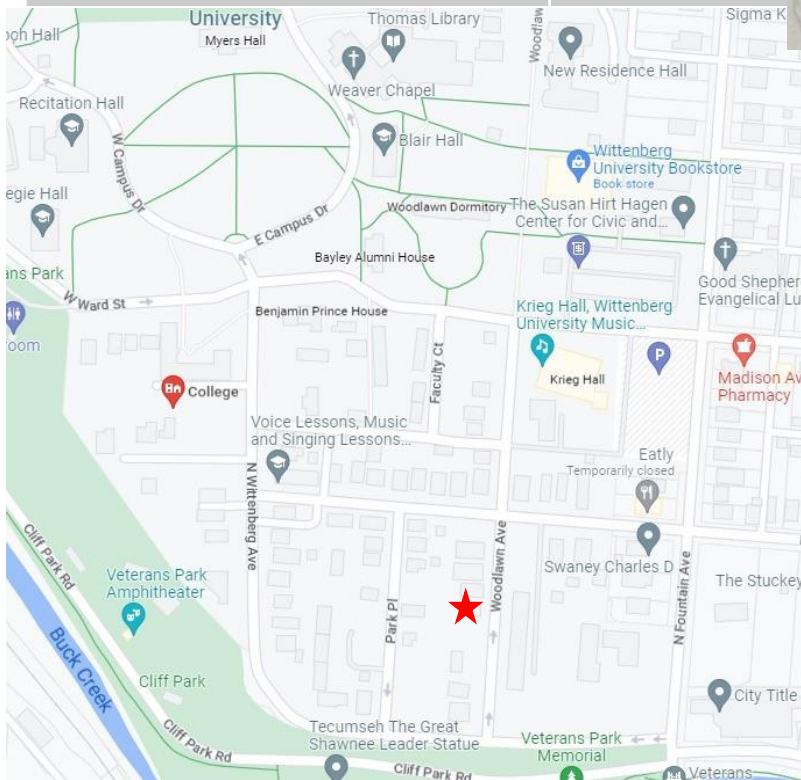 University
Myers Hall
Thomas Library
Sigma K
Weaver Chapel
Woodlawn
New Residence Hall
Recitation Hall
W Campus Dr
Blair Hall
Wittenberg
University Bookstore
Book store
egie Hall
E Campus Dr
Woodlawn Dormitory
The Susan Hirt Hagen
Center for Civic and...
Bayley Alumni House
ans Park
W Ward St
Good Shepher
Evangelical Lu
Benjamin Prince House
Krieg Hall, Wittenberg
University Music...
room
Faculty Ct
P
Krieg Hall
Madison Av
Pharmacy
College
Voice Lessons, Music
and Singing Lessons...
Eatly
Temporarily closed
N Wittenberg Ave
Cliff Park Rd
Woodlawn Ave
Swaney Charles D
N Fountain Ave
Veterans Park
Amphitheater
The Stuckey
Park Pl
Buck Creek
Cliff Park
City Title
Tecumseh The Great
Shawnee Leader Statue
Veterans Park
Memorial
Cliff Park Rd
Cliff Park Rd
Veterans